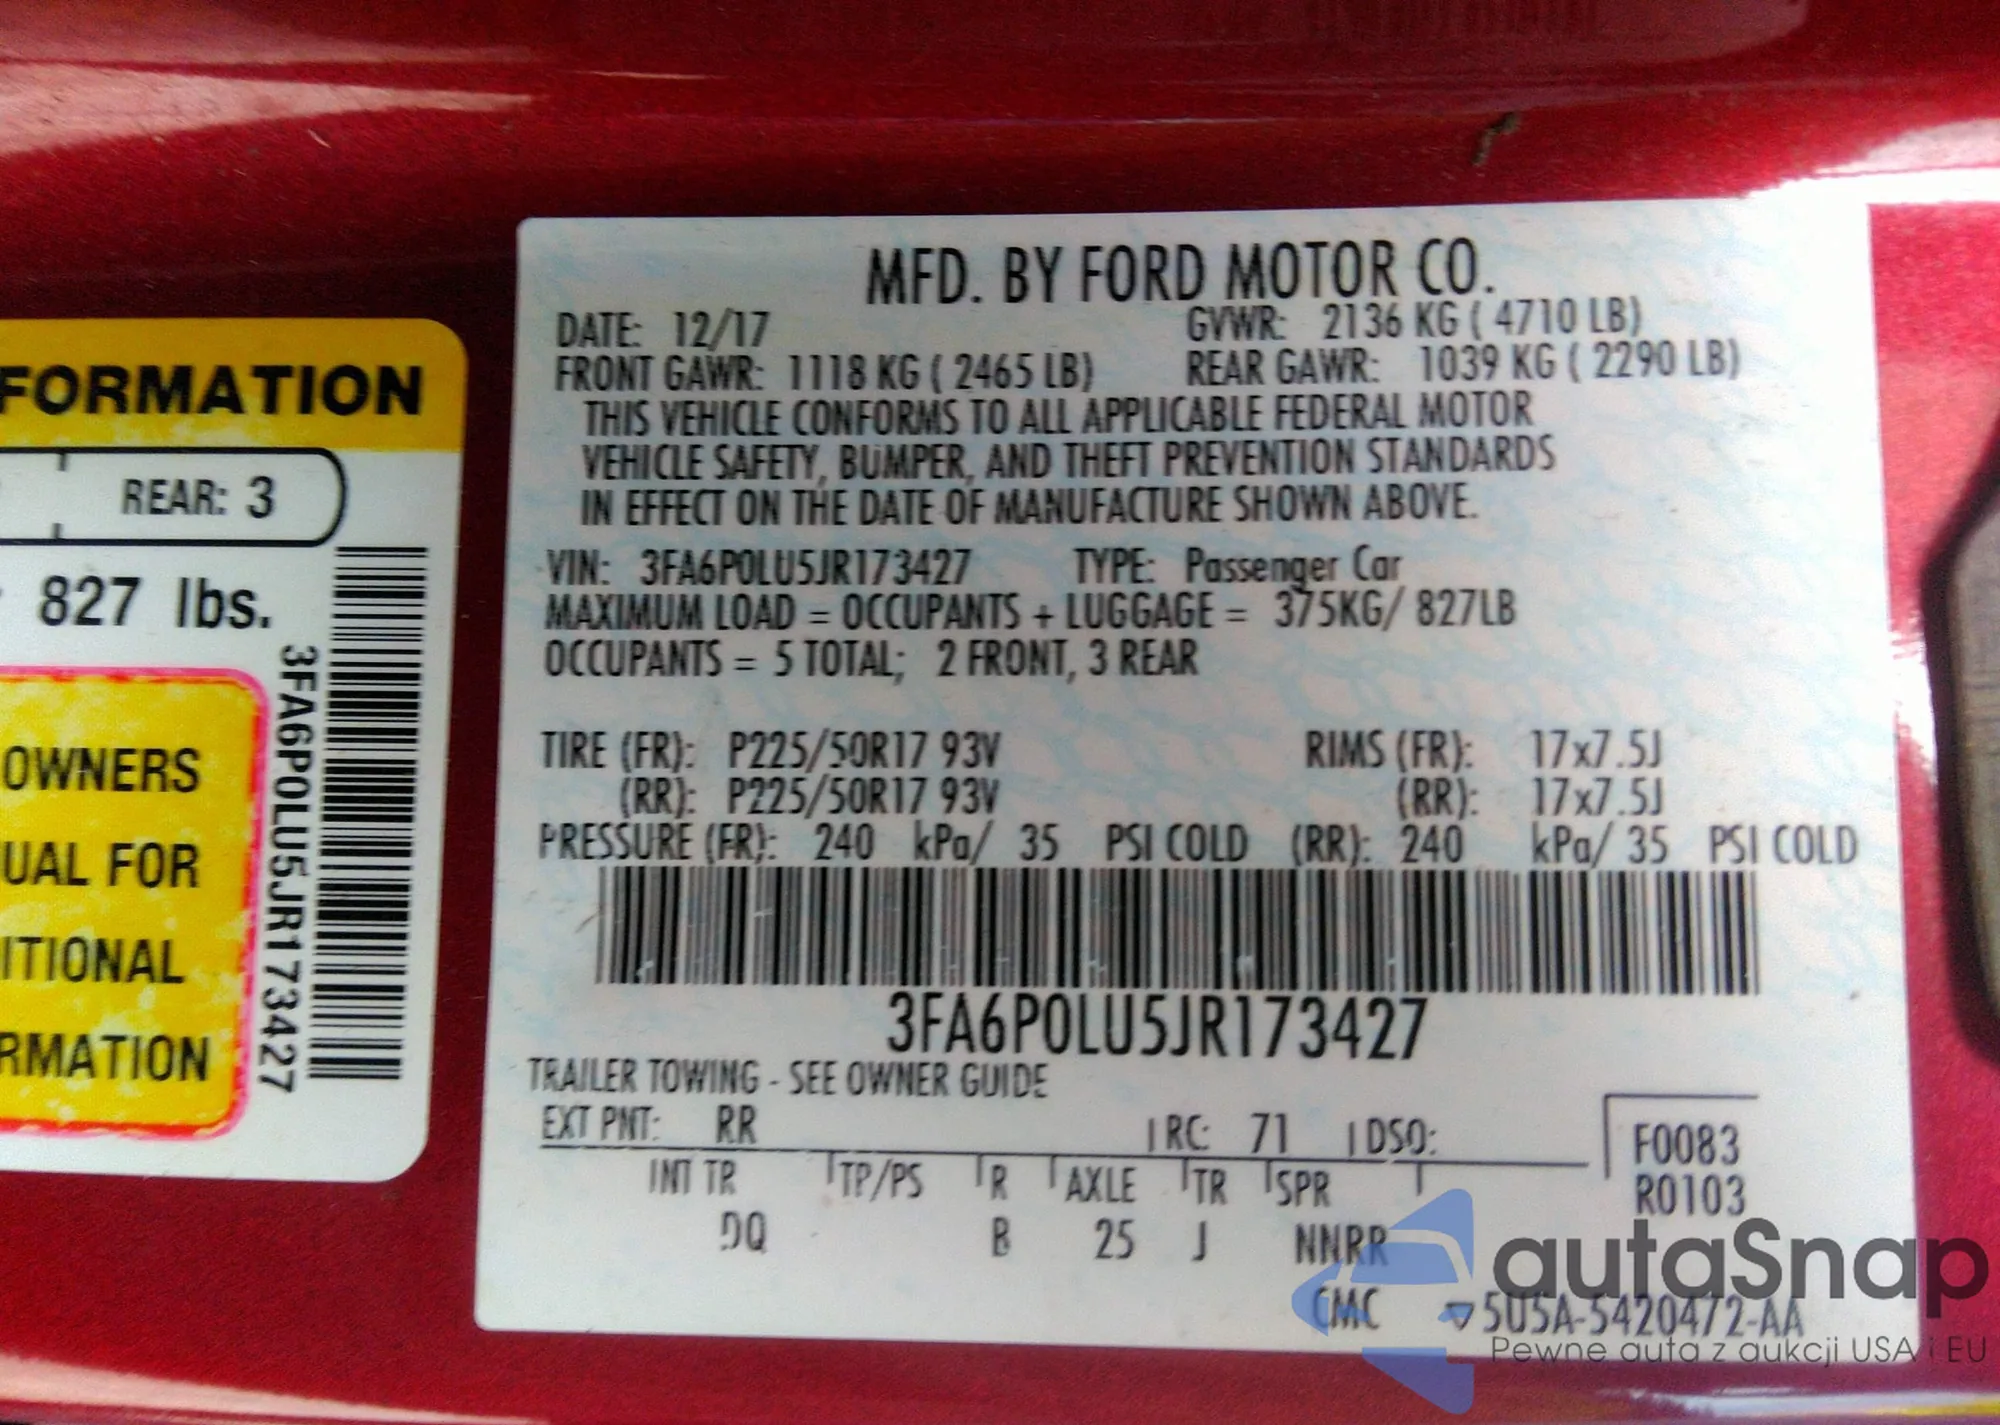 FORMATION
REAR: 3
827 lbs.
OWNERS
UAL FOR
ITIONAL
RMATION
3FA6P0LU5JR173427
MFD. BY FORD MOTOR CO.
DATE: 12/17 GVWR: 2136 KG ( 4710 LB)
FRONT GAWR: 1118 KG ( 2465 LB) REAR GAWR: 1039 KG ( 2290 LB)
THIS VEHICLE CONFORMS TO ALL APPLICABLE FEDERAL MOTOR
VEHICLE SAFETY, BUMPER, AND THEFT PREVENTION STANDARDS
IN EFFECT ON THE DATE OF MANUFACTURE SHOWN ABOVE.
VIN: 3FA6P0LU5JR173427 TYPE: Passenger Car
MAXIMUM LOAD = OCCUPANTS + LUGGAGE = 375KG/ 827LB
OCCUPANTS = 5 TOTAL; 2 FRONT, 3 REAR
TIRE (FR): P225/50R17 93V RIMS (FR): 17x7.5J
(RR): P225/50R17 93V (RR): 17x7.5J
PRESSURE (FR): 240 kPa/ 35 PSI COLD (RR): 240 kPa/ 35 PSI COLD
3FA6P0LU5JR173427
TRAILER TOWING - SEE OWNER GUIDE
EXT PNT: RR RC: 71 DSO:
F0083
R0103
INT TR TP/PS R AXLE TR SPR
DQ B 25 J NNRR
CMC 5U5A-5420472-AA
autaSnap
Pewne auta z aukcji USA i EU